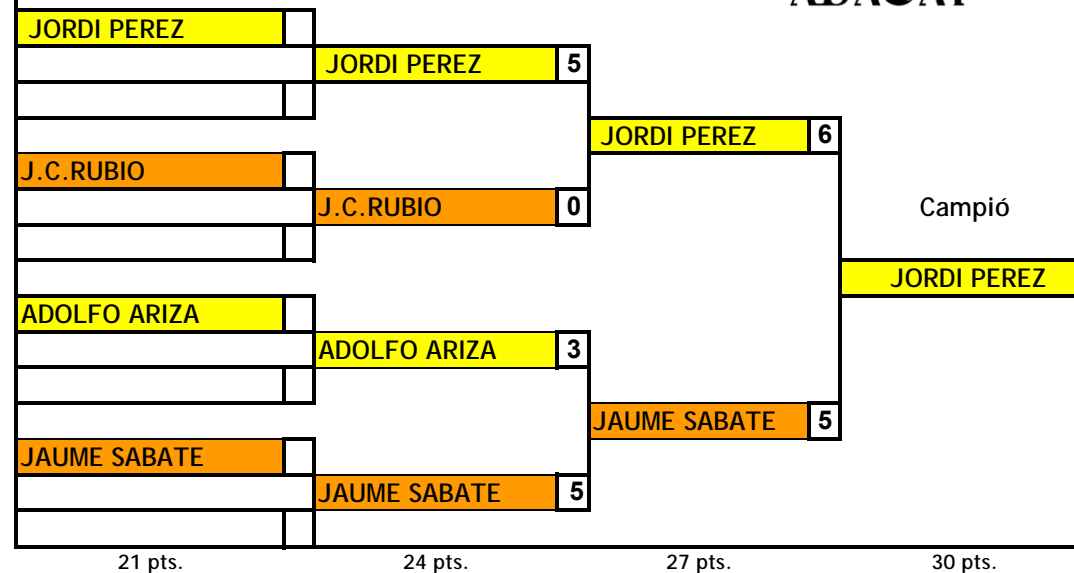 JORDI PEREZ
JORDI PEREZ 5
JORDI PEREZ 6
J.C.RUBIO
J.C.RUBIO 0
Campió
JORDI PEREZ
ADOLFO ARIZA
ADOLFO ARIZA 3
JAUME SABATE 5
JAUME SABATE
JAUME SABATE 5
21 pts. 24 pts. 27 pts. 30 pts.